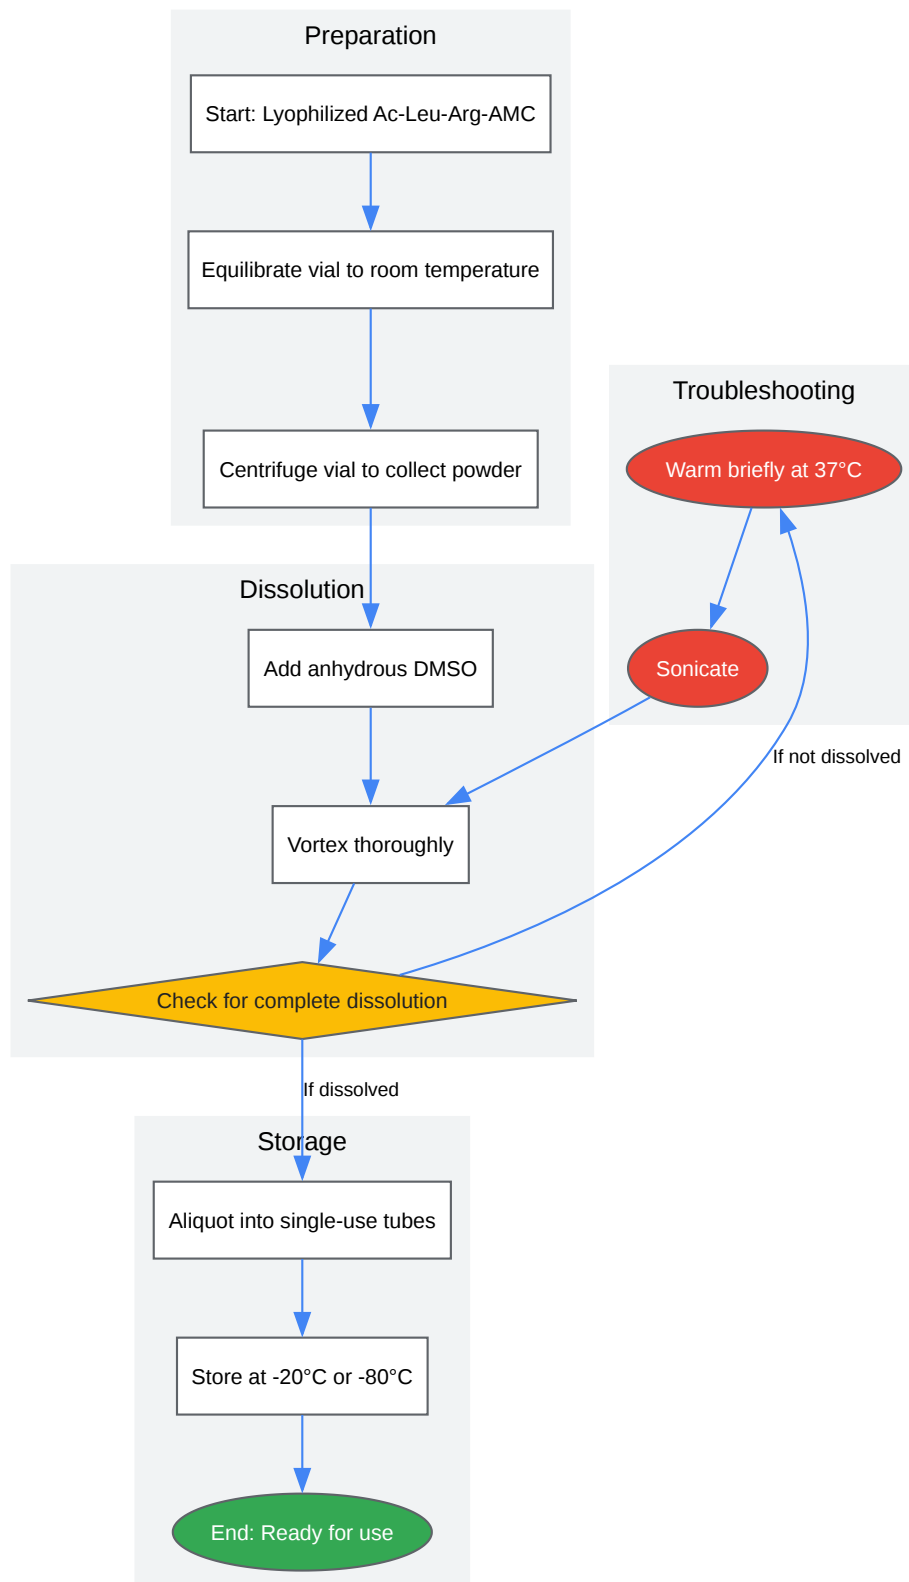 Preparation
Start: Lyophilized Ac-Leu-Arg-AMC
Equilibrate vial to room temperature
Centrifuge vial to collect powder
Troubleshooting
Warm briefly at 37°C
Sonicate
If not dissolved
Dissolution
Add anhydrous DMSO
Vortex thoroughly
Check for complete dissolution
If dissolved
Storage
Aliquot into single-use tubes
Store at -20°C or -80°C
End: Ready for use